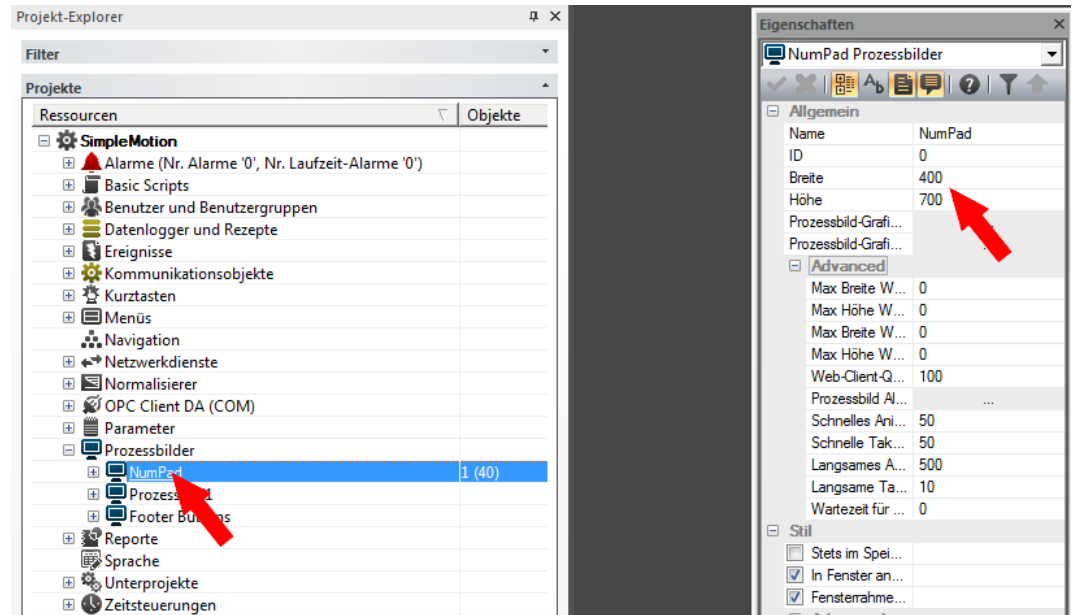 Projekt-Explorer
Filter
Projekte
Ressourcen Objekte
SimpleMotion
Alarme (Nr. Alarme '0', Nr. Laufzeit-Alarme '0')
Basic Scripts
Benutzer und Benutzergruppen
Datenlogger und Rezepte
Ereignisse
Kommunikationsobjekte
Kurztasten
Menüs
Navigation
Netzwerkdienste
Normalisierer
OPC Client DA (COM)
Parameter
Prozessbilder
NumPad 1 (40)
Footer
Reporte
Sprache
Unterprojekte
Zeitsteuerungen
Eigenschaften
NumPad Prozessbilder
Allgemein
Name NumPad
ID 0
Breite 400
Höhe 700
Prozessbild-Grafi...
Prozessbild-Grafi...
Advanced
Max Breite W... 0
Max Höhe W... 0
Max Breite W... 0
Max Höhe W... 0
Web-Client-Q... 100
Prozessbild Al... ...
Schnelles Ani... 50
Schnelle Tak... 50
Langsames A... 500
Langsame Ta... 10
Wartezeit für ... 0
Stil
Stets im Spei...
In Fenster an...
Fensterrahme...